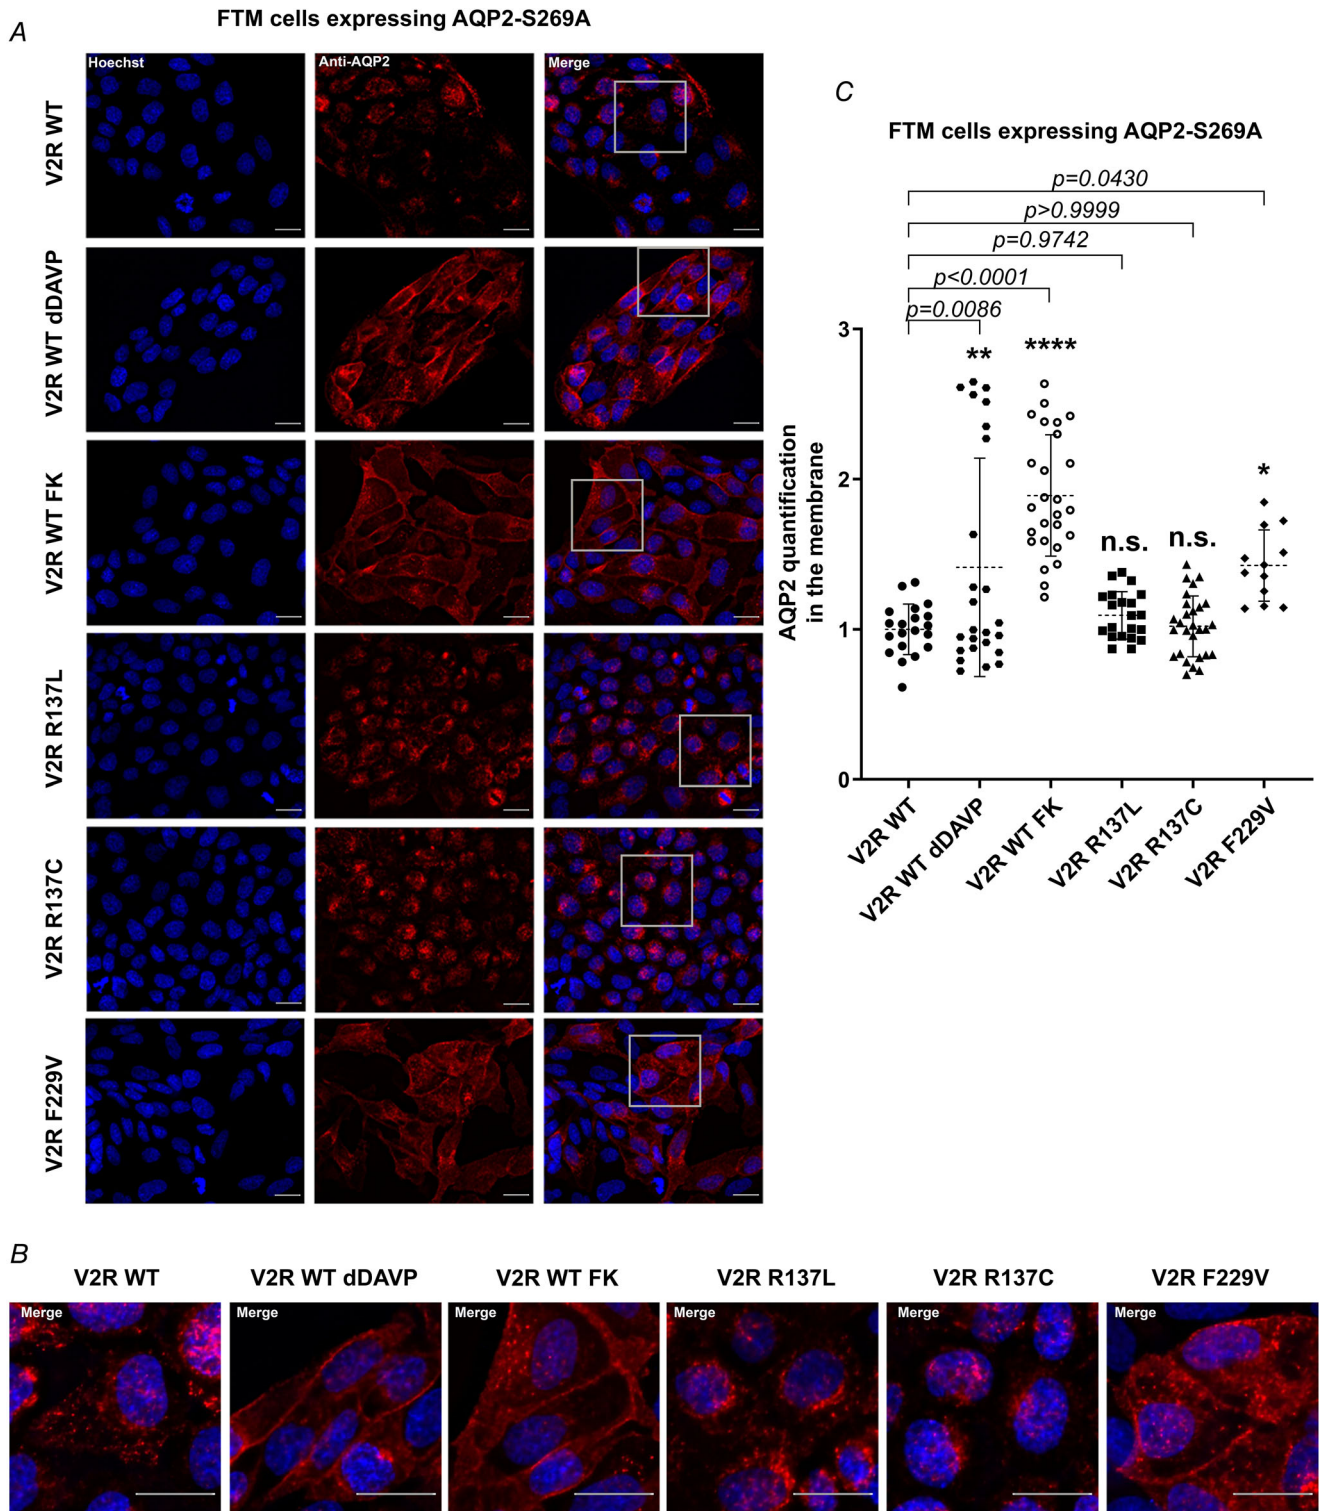 A
FTM cells expressing AQP2-S269A
Hoechst
Anti-AQP2
Merge
V2R WT
V2R WT dDAVP
V2R WT FK
V2R R137L
V2R R137C
V2R F229V
C
FTM cells expressing AQP2-S269A
p=0.0430
p>0.9999
p=0.9742
p<0.0001
p=0.0086
**
****
n.s.
n.s.
*
AQP2 quantification
in the membrane
3
2
1
0
V2R WT
V2R WT dDAVP
V2R WT FK
V2R R137L
V2R R137C
V2R F229V
B
V2R WT
V2R WT dDAVP
V2R WT FK
V2R R137L
V2R R137C
V2R F229V
Merge
Merge
Merge
Merge
Merge
Merge